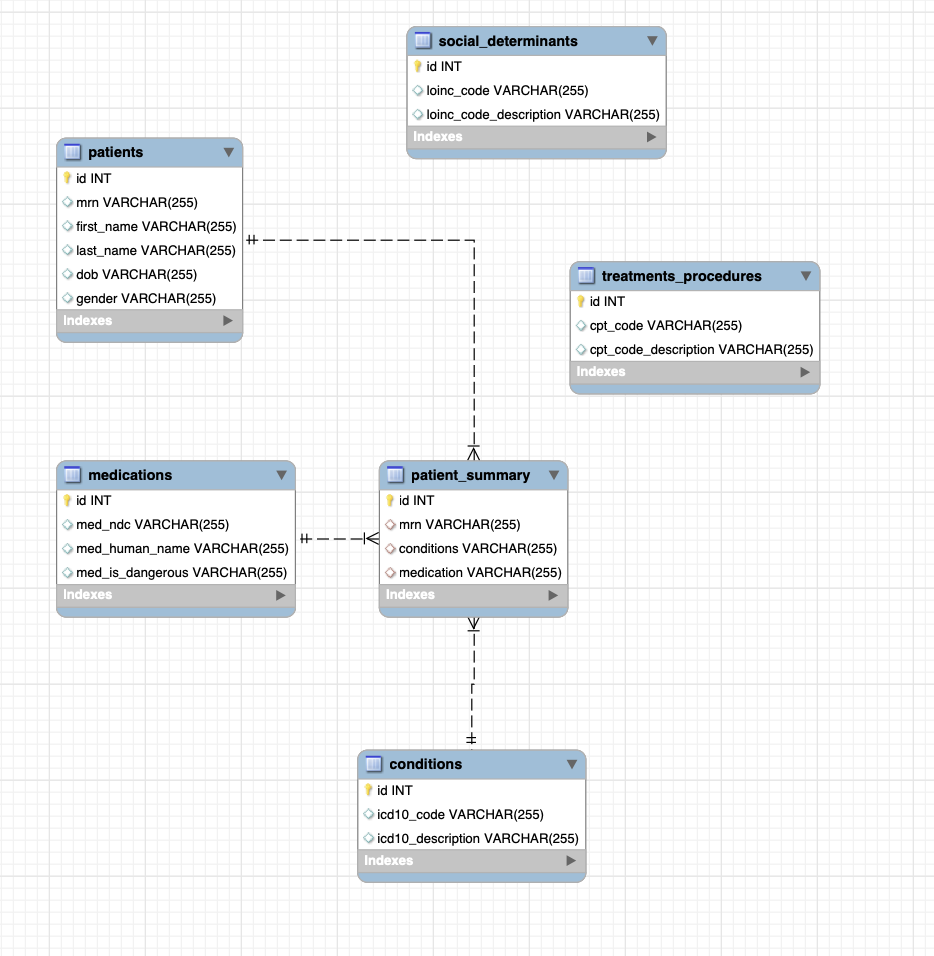 social_determinants
id INT
loinc_code VARCHAR(255)
loinc_code_description VARCHAR(255)
Indexes
patients
id INT
mrn VARCHAR(255)
first_name VARCHAR(255)
last_name VARCHAR(255)
dob VARCHAR(255)
gender VARCHAR(255)
Indexes
treatments_procedures
id INT
cpt_code VARCHAR(255)
cpt_code_description VARCHAR(255)
Indexes
medications
id INT
med_ndc VARCHAR(255)
med_human_name VARCHAR(255)
med_is_dangerous VARCHAR(255)
Indexes
patient_summary
id INT
mrn VARCHAR(255)
conditions VARCHAR(255)
medication VARCHAR(255)
Indexes
conditions
id INT
icd10_code VARCHAR(255)
icd10_description VARCHAR(255)
Indexes